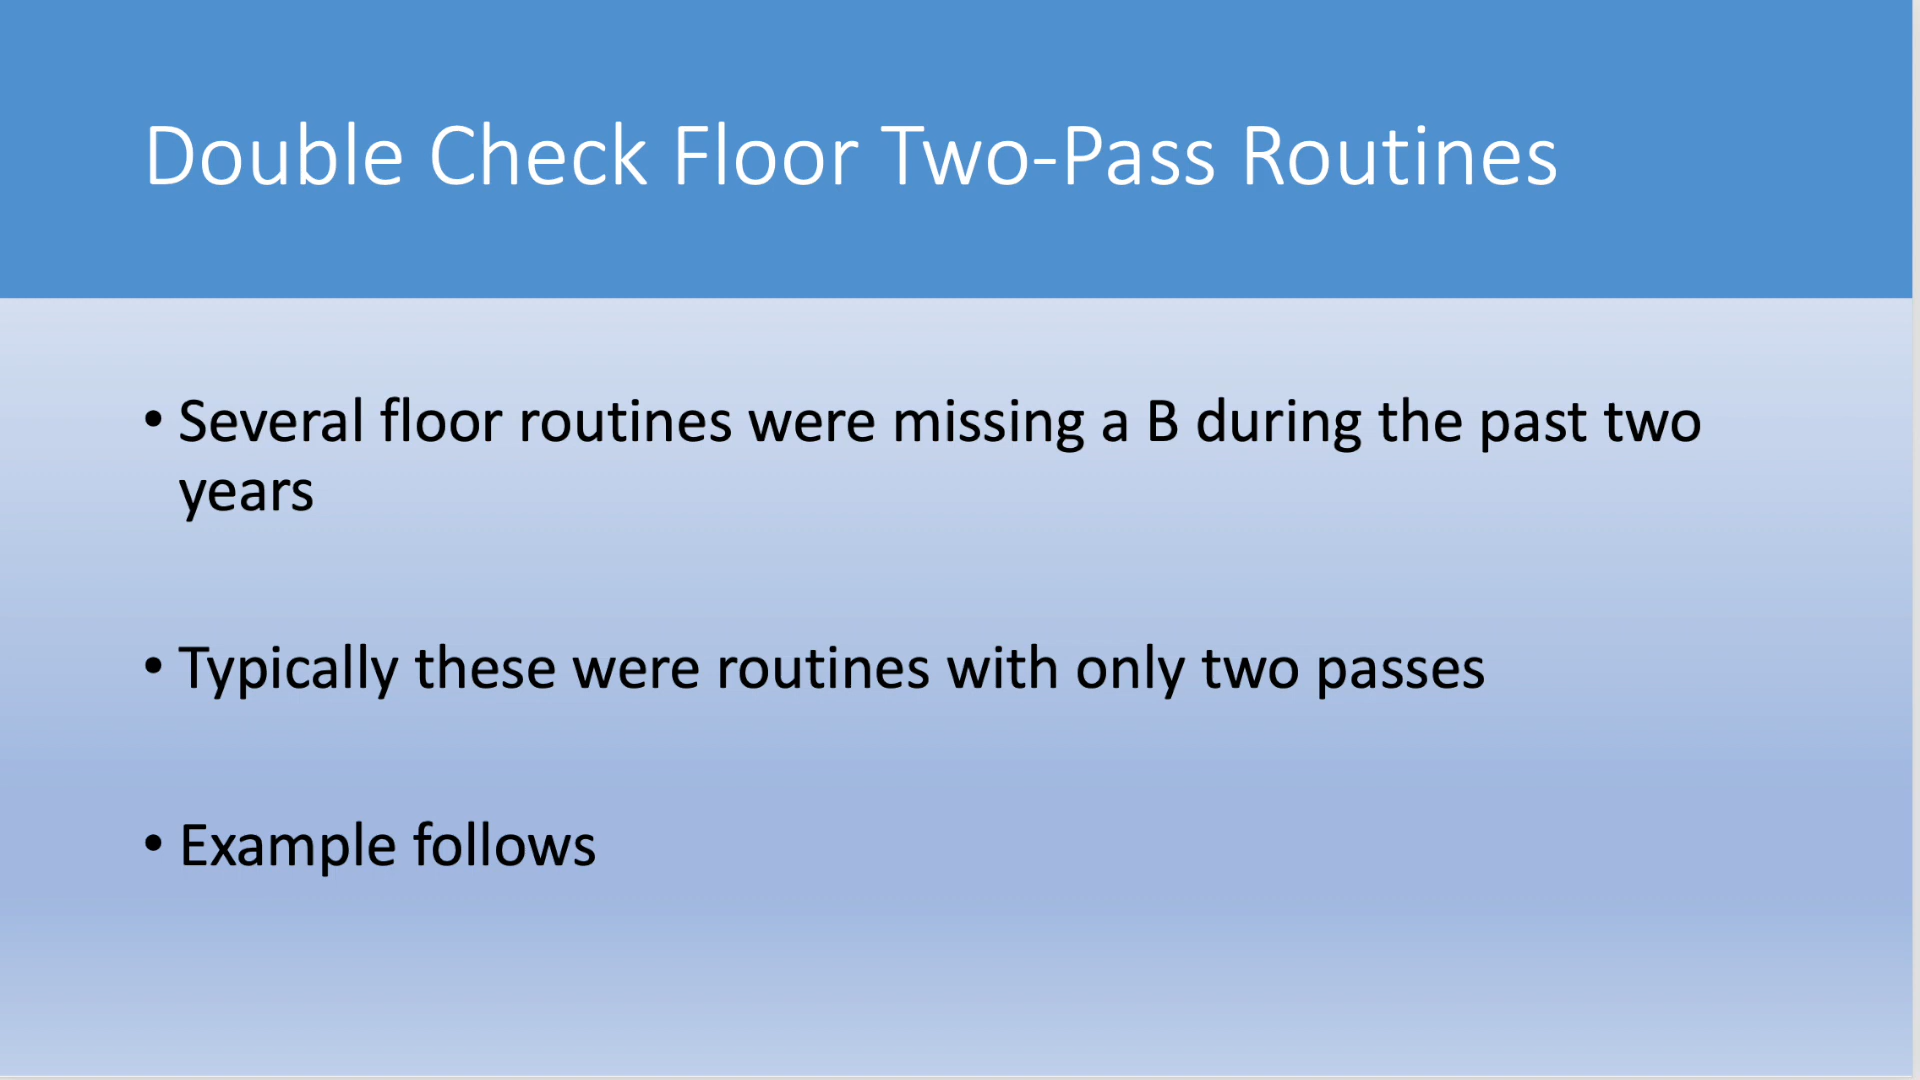 Double Check Floor Two-Pass Routines
• Several floor routines were missing a B during the past two
years
• Typically these were routines with only two passes
• Example follows